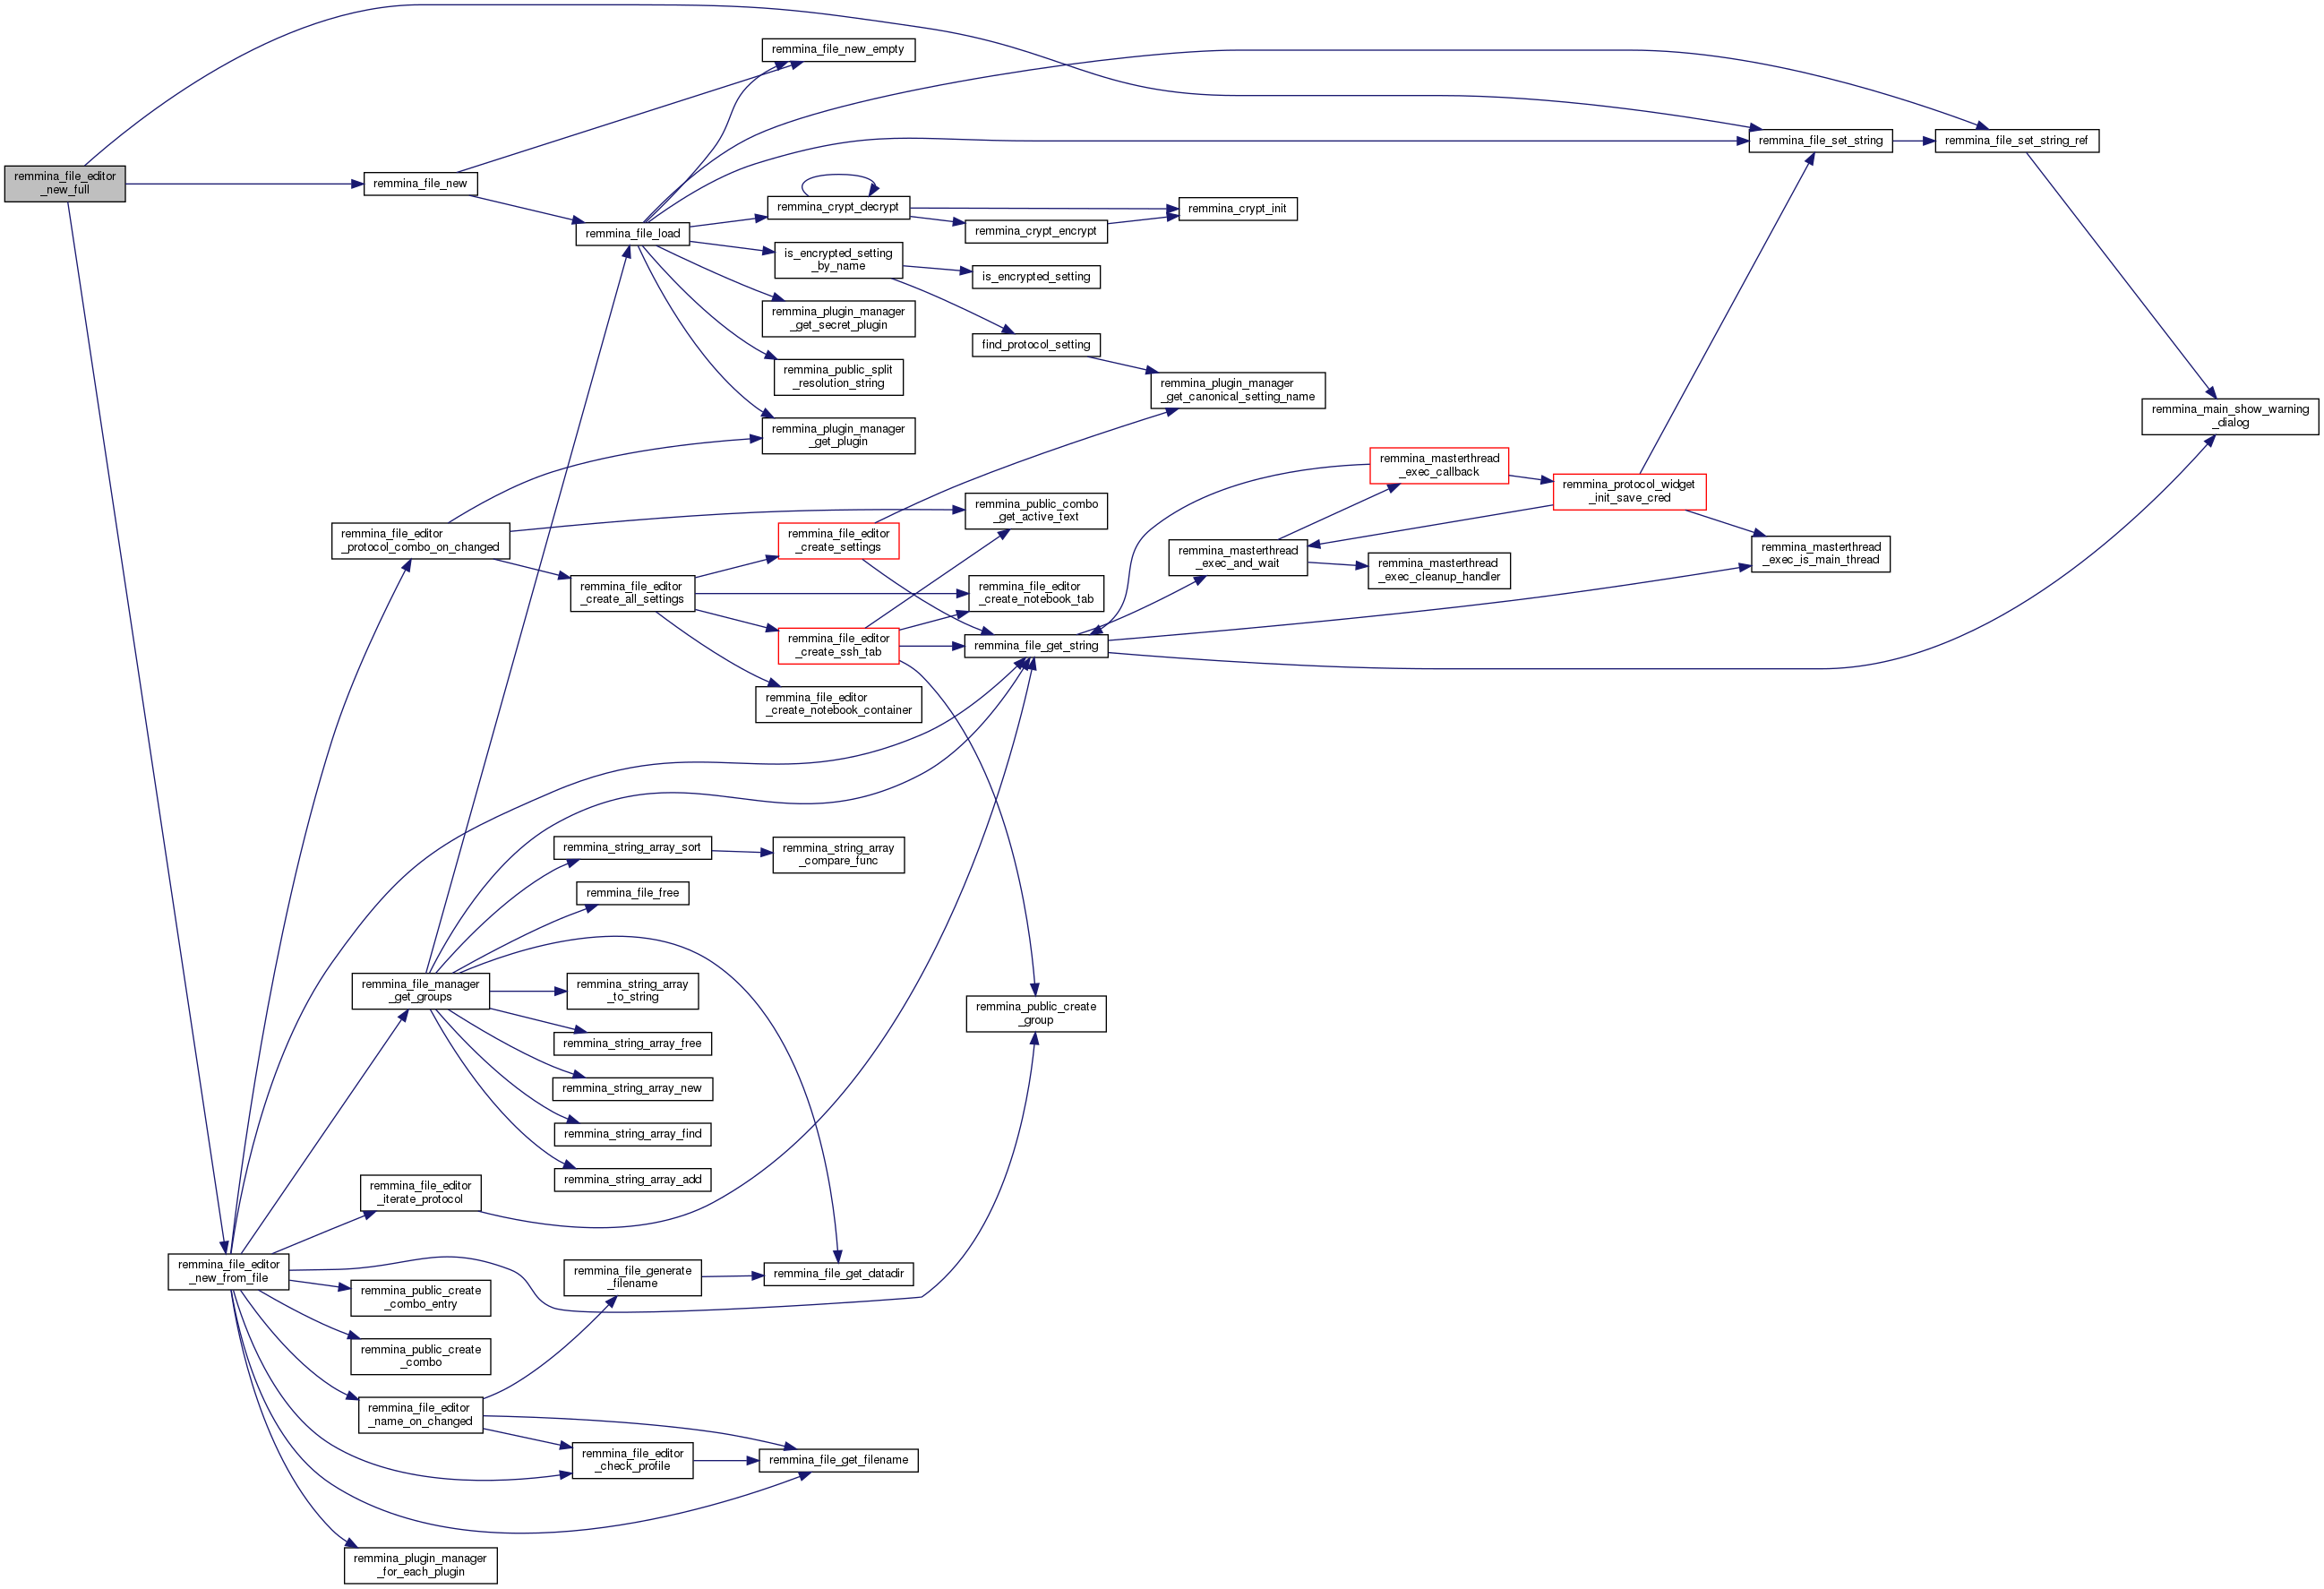 remmina_file_editor
_new_full
remmina_file_new
remmina_file_new_empty
remmina_file_load
remmina_crypt_decrypt
remmina_crypt_encrypt
remmina_crypt_init
is_encrypted_setting
_by_name
is_encrypted_setting
remmina_plugin_manager
_get_secret_plugin
find_protocol_setting
remmina_public_split
_resolution_string
remmina_plugin_manager
_get_canonical_setting_name
remmina_plugin_manager
_get_plugin
remmina_file_set_string
remmina_file_set_string_ref
remmina_main_show_warning
_dialog
remmina_file_editor
_protocol_combo_on_changed
remmina_public_combo
_get_active_text
remmina_file_editor
_create_settings
remmina_file_editor
_create_all_settings
remmina_file_editor
_create_notebook_tab
remmina_file_editor
_create_ssh_tab
remmina_file_get_string
remmina_file_editor
_create_notebook_container
remmina_masterthread
_exec_callback
remmina_protocol_widget
_init_save_cred
remmina_masterthread
_exec_and_wait
remmina_masterthread
_exec_cleanup_handler
remmina_masterthread
_exec_is_main_thread
remmina_string_array_sort
remmina_string_array
_compare_func
remmina_file_free
remmina_file_manager
_get_groups
remmina_string_array
_to_string
remmina_string_array_free
remmina_string_array_new
remmina_string_array_find
remmina_string_array_add
remmina_public_create
_group
remmina_file_editor
_iterate_protocol
remmina_file_editor
_new_from_file
remmina_file_generate
_filename
remmina_file_get_datadir
remmina_public_create
_combo_entry
remmina_public_create
_combo
remmina_file_editor
_name_on_changed
remmina_file_editor
_check_profile
remmina_file_get_filename
remmina_plugin_manager
_for_each_plugin